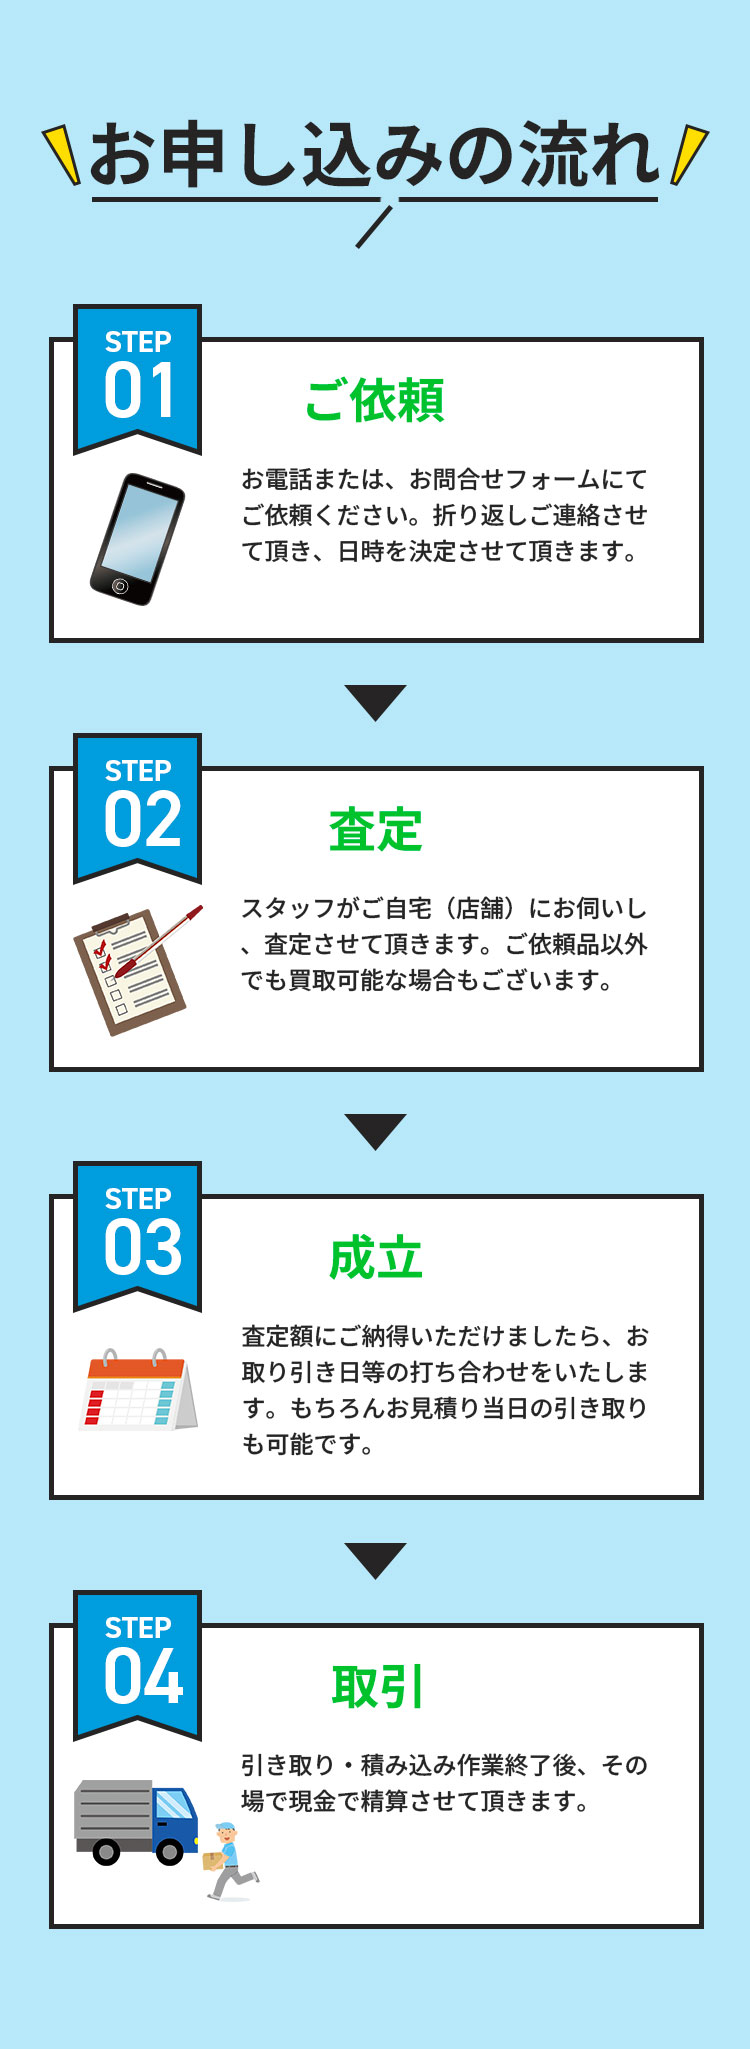 お申し込みの流れ
STEP
01
ご依頼
お電話または、お問合せフォームにて
ご依頼ください。折り返しご連絡させ
て頂き、日時を決定させて頂きます。
STEP
02
査定
スタッフがご自宅（店舗）にお伺いし
、査定させて頂きます。ご依頼品以外
でも買取可能な場合もございます。
STEP
03
成立
査定額にご納得いただけましたら、お
取り引き日等の打ち合わせをいたしま
す。もちろんお見積り当日の引き取り
も可能です。
STEP
04
取引
引き取り・積み込み作業終了後、その
場で現金で精算させて頂きます。